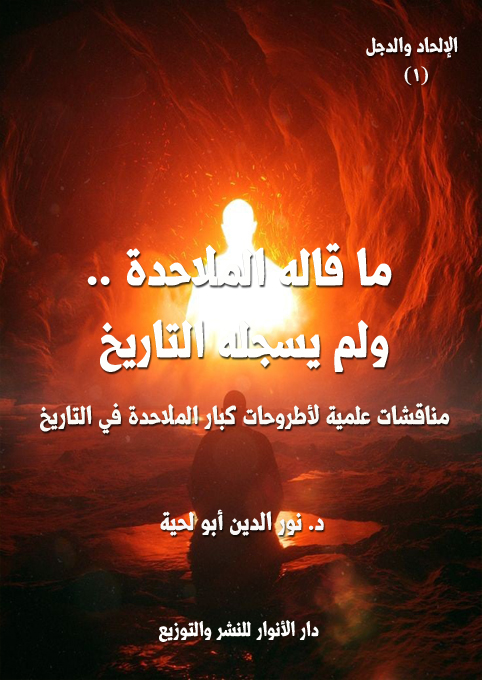 الإلحاد والدجل
(١)
ما قاله الملاحدة ..
ولم يسجله التاريخ
مناقشات علمية لأطروحات كبار الملاحدة في التاريخ
د. نور الدين أبو لحية
دار الأنوار للنشر والتوزيع